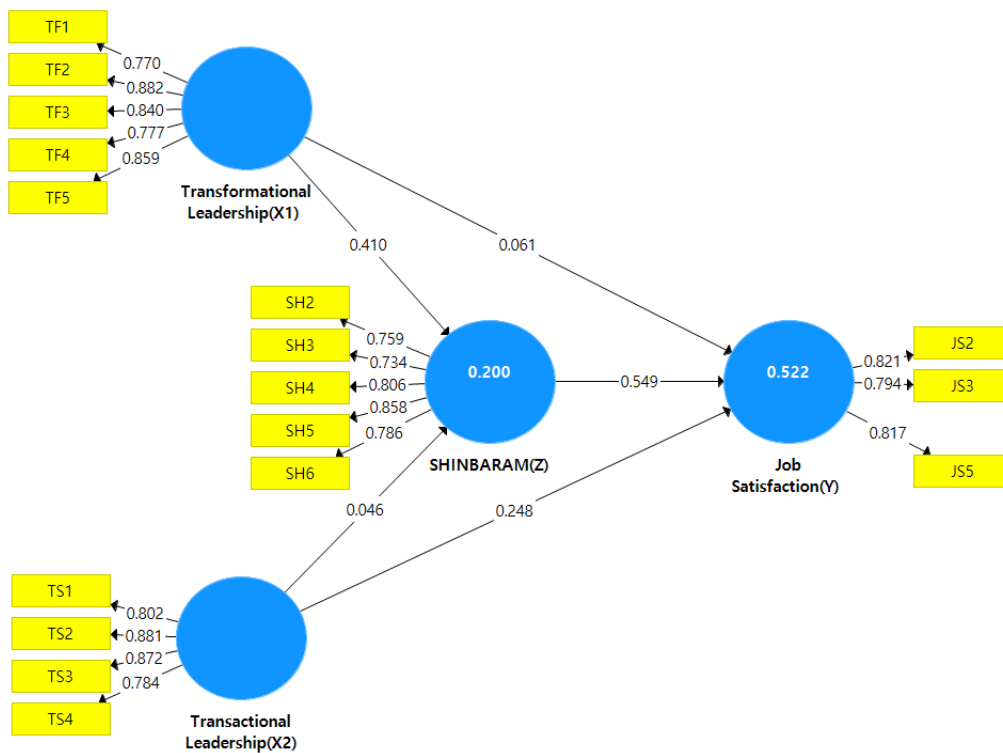 TF1
TF2
TF3
TF4
TF5
0.770
0.882
0.840
0.777
0.859
Transformational
Leadership(X1)
0.410
0.061
SH2
SH3
SH4
SH5
SH6
0.759
0.734
0.806
0.858
0.786
0.200
SHINBARAM(Z)
0.549
0.522
Job
Satisfaction(Y)
0.821
0.794
0.817
JS2
JS3
JS5
0.046
0.248
TS1
TS2
TS3
TS4
0.802
0.881
0.872
0.784
Transactional
Leadership(X2)